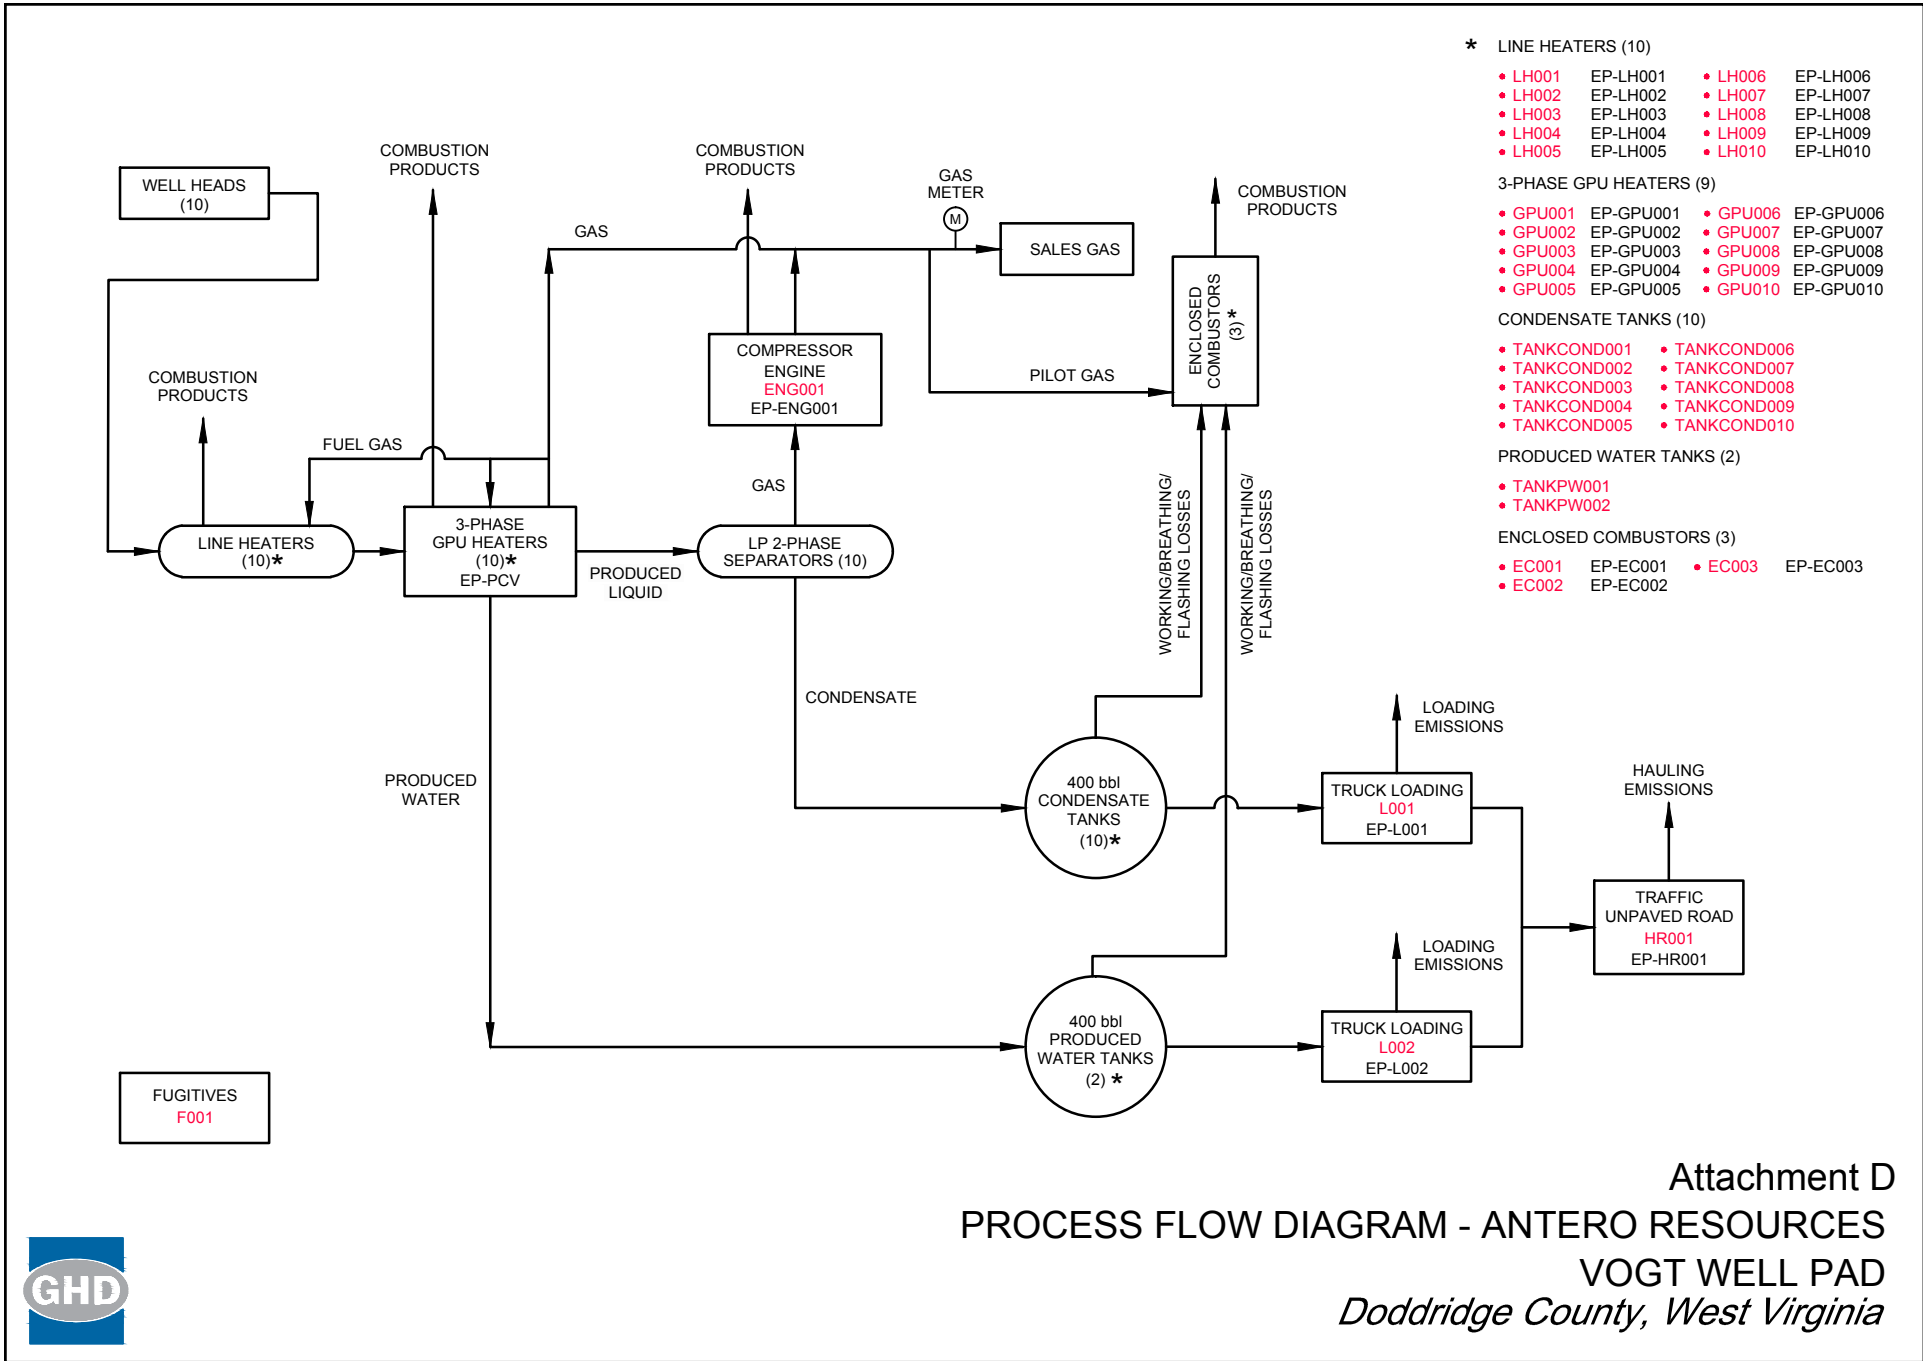 * LINE HEATERS (10)
• LH001 EP-LH001 • LH006 EP-LH006
• LH002 EP-LH002 • LH007 EP-LH007
• LH003 EP-LH003 • LH008 EP-LH008
• LH004 EP-LH004 • LH009 EP-LH009
• LH005 EP-LH005 • LH010 EP-LH010
3-PHASE GPU HEATERS (9)
• GPU001 EP-GPU001 • GPU006 EP-GPU006
• GPU002 EP-GPU002 • GPU007 EP-GPU007
• GPU003 EP-GPU003 • GPU008 EP-GPU008
• GPU004 EP-GPU004 • GPU009 EP-GPU009
• GPU005 EP-GPU005 • GPU010 EP-GPU010
CONDENSATE TANKS (10)
• TANKCOND001 • TANKCOND006
• TANKCOND002 • TANKCOND007
• TANKCOND003 • TANKCOND008
• TANKCOND004 • TANKCOND009
• TANKCOND005 • TANKCOND010
PRODUCED WATER TANKS (2)
• TANKPW001
• TANKPW002
ENCLOSED COMBUSTORS (3)
• EC001 EP-EC001 • EC003 EP-EC003
• EC002 EP-EC002
WELL HEADS
(10)
COMBUSTION
PRODUCTS
COMBUSTION
PRODUCTS
GAS
METER
M
COMBUSTION
PRODUCTS
GAS
SALES GAS
ENCLOSED
COMBUSTORS
(3)*
COMPRESSOR
ENGINE
ENG001
EP-ENG001
PILOT GAS
COMBUSTION
PRODUCTS
FUEL GAS
GAS
LINE HEATERS
(10)*
3-PHASE
GPU HEATERS
(10)*
EP-PCV
PRODUCED
LIQUID
LP 2-PHASE
SEPARATORS (10)
WORKING/BREATHING/
FLASHING LOSSES
WORKING/BREATHING/
FLASHING LOSSES
CONDENSATE
PRODUCED
WATER
400 bbl
CONDENSATE
TANKS
(10)*
LOADING
EMISSIONS
TRUCK LOADING
L001
EP-L001
HAULING
EMISSIONS
TRAFFIC
UNPAVED ROAD
HR001
EP-HR001
LOADING
EMISSIONS
400 bbl
PRODUCED
WATER TANKS
(2) *
TRUCK LOADING
L002
EP-L002
FUGITIVES
F001
Attachment D
PROCESS FLOW DIAGRAM - ANTERO RESOURCES
VOGT WELL PAD
Doddridge County, West Virginia
GHD